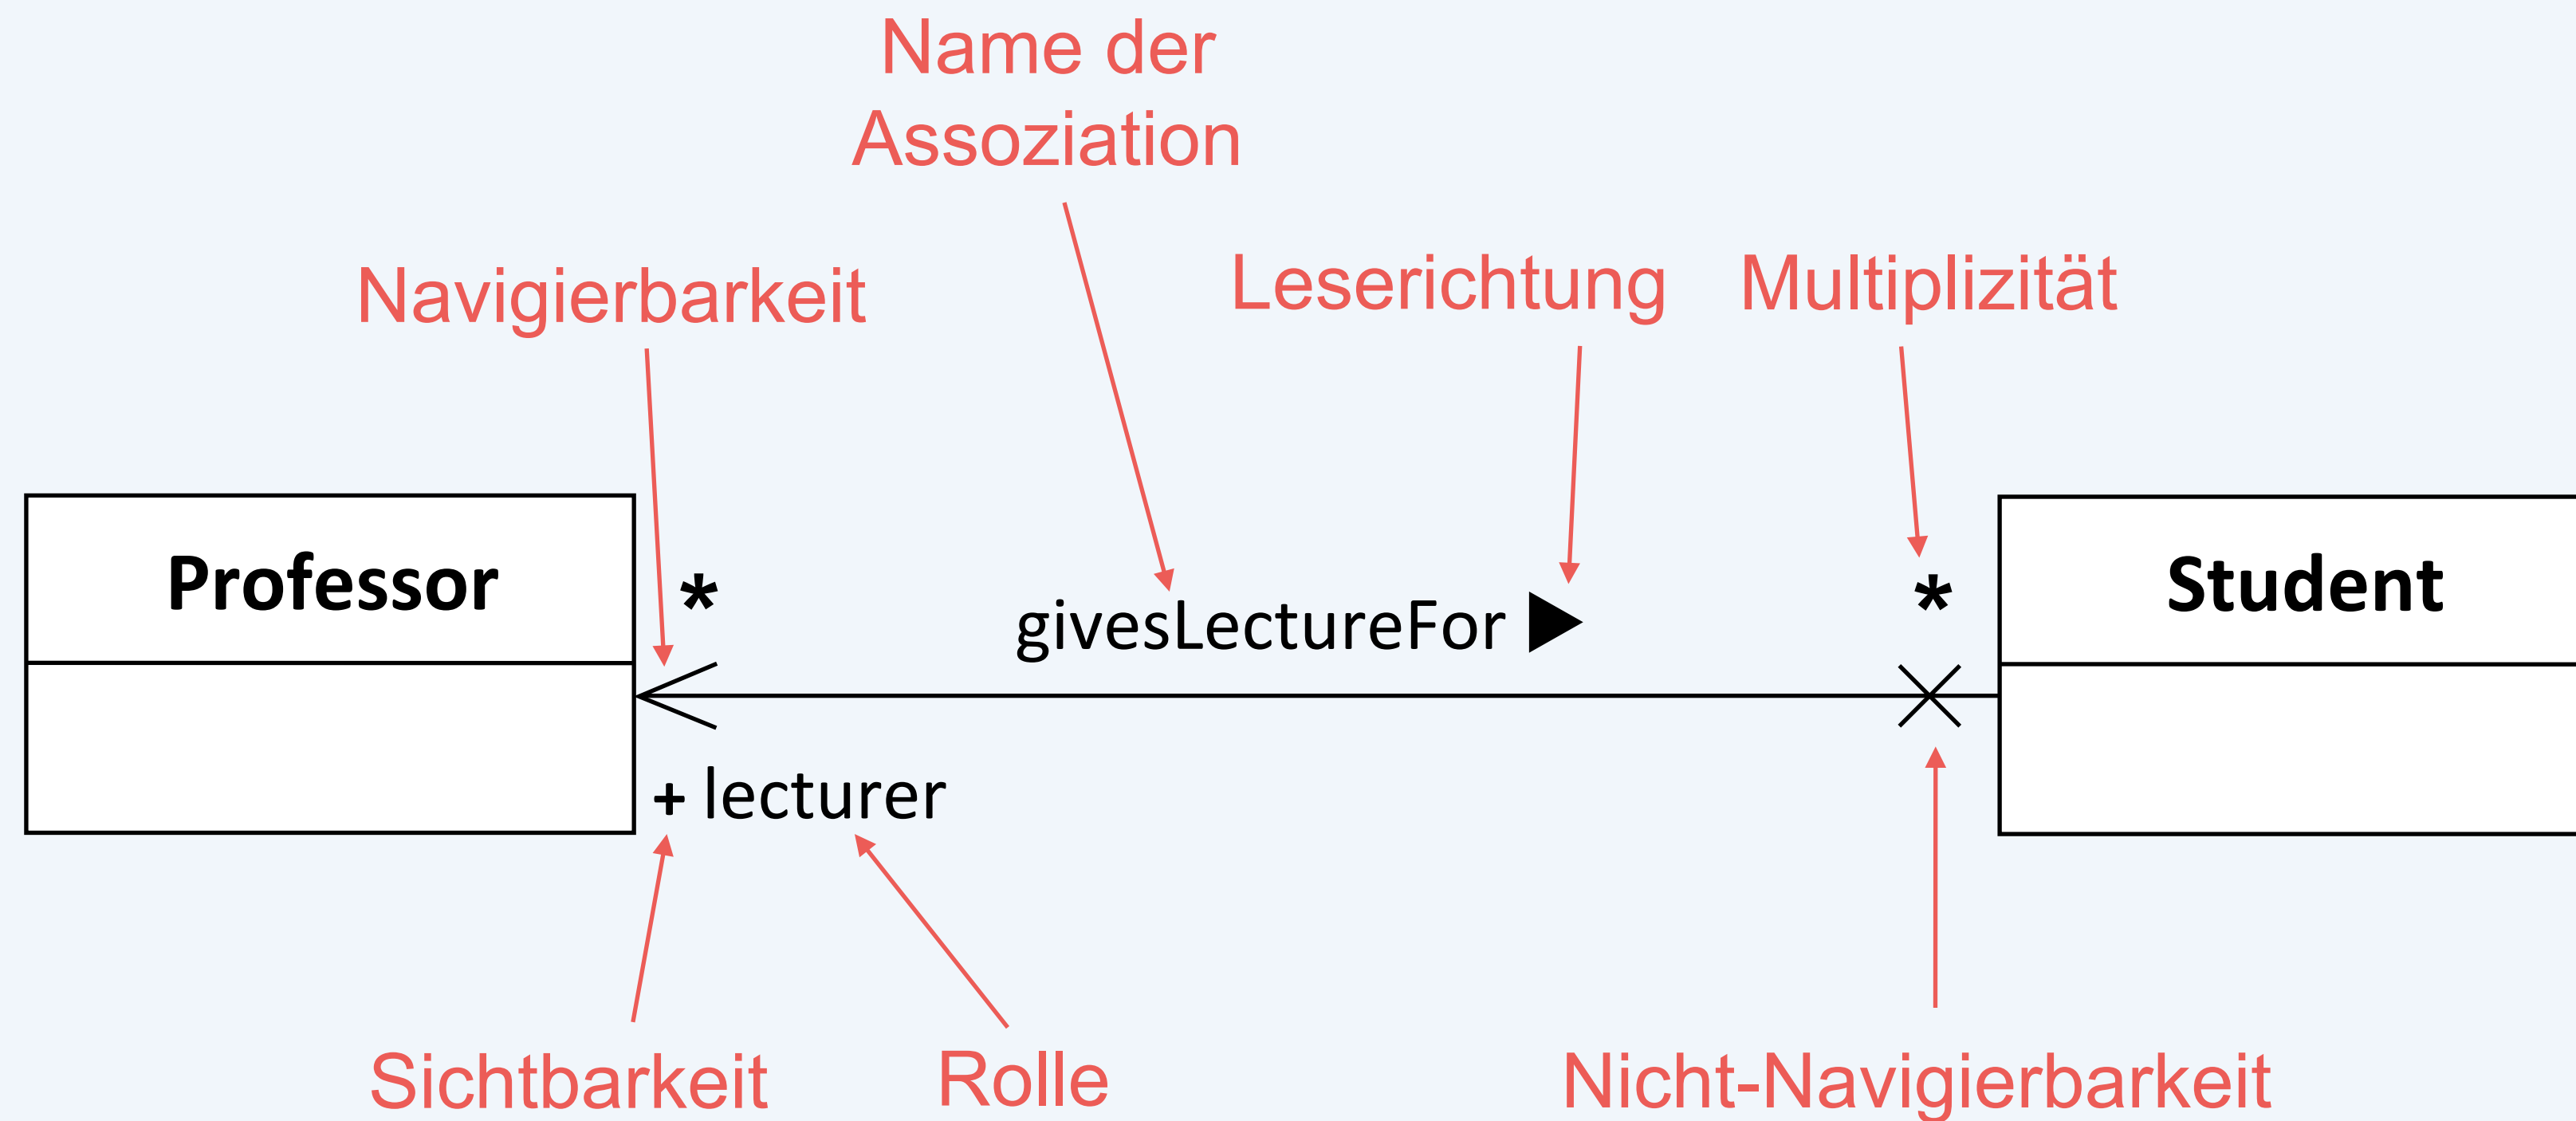 Name der
Assoziation
Navigierbarkeit
Leserichtung
Multiplizität
Professor
*
givesLectureFor
*
Student
+ lecturer
Sichtbarkeit
Rolle
Nicht-Navigierbarkeit